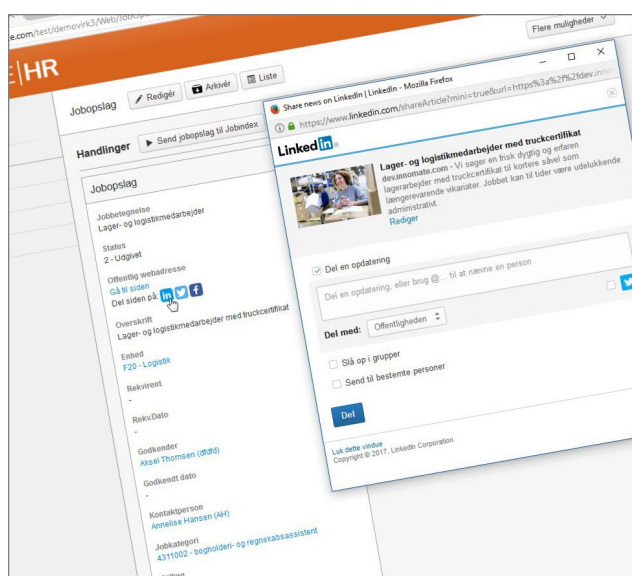 e.com/test/demovirk3/Web/JobOp
E|HR
Flere muligheder
Jobopslag
Redigér
Arkivér
Liste
Handlinger
Send jobopslag til Jobindex
Jobopslag
Jobbetegnelse
Lager- og logistikmedarbejder
Status
2 - Udgivet
Offentlig webadresse
Gå til siden
Del siden på:
Overskrift
Lager- og logistikmedarbejder med truckcertifikat
Enhed
F20 - Logistik
Rekvirent
-
Rekv.Dato
-
Godkender
Aksel Thomsen (dfdfd)
Godkendt dato
-
Kontaktperson
Annelise Hansen (AH)
Jobkategori
4311002 - bogholderi- og regnskabsassistent
Share news on LinkedIn | LinkedIn - Mozilla Firefox
https://www.linkedin.com/shareArticle?mini=true&url=https%3a%2f%2fdev.inno
Linked in
Lager- og logistikmedarbejder med truckcertifikat
dev.innomate.com - Vi søger en frisk dygtig og erfaren
lagerarbejder med truckcertifikat til kortere såvel som
længerevarende vikariater. Jobbet kan til tider være udelukkende
administrativt.
Rediger
Del en opdatering
Del en opdatering, eller brug @... til at nævne en person
Del med: Offentligheden
Slå op i grupper
Send til bestemte personer
Del
Luk dette vindue
Copyright © 2017, LinkedIn Corporation